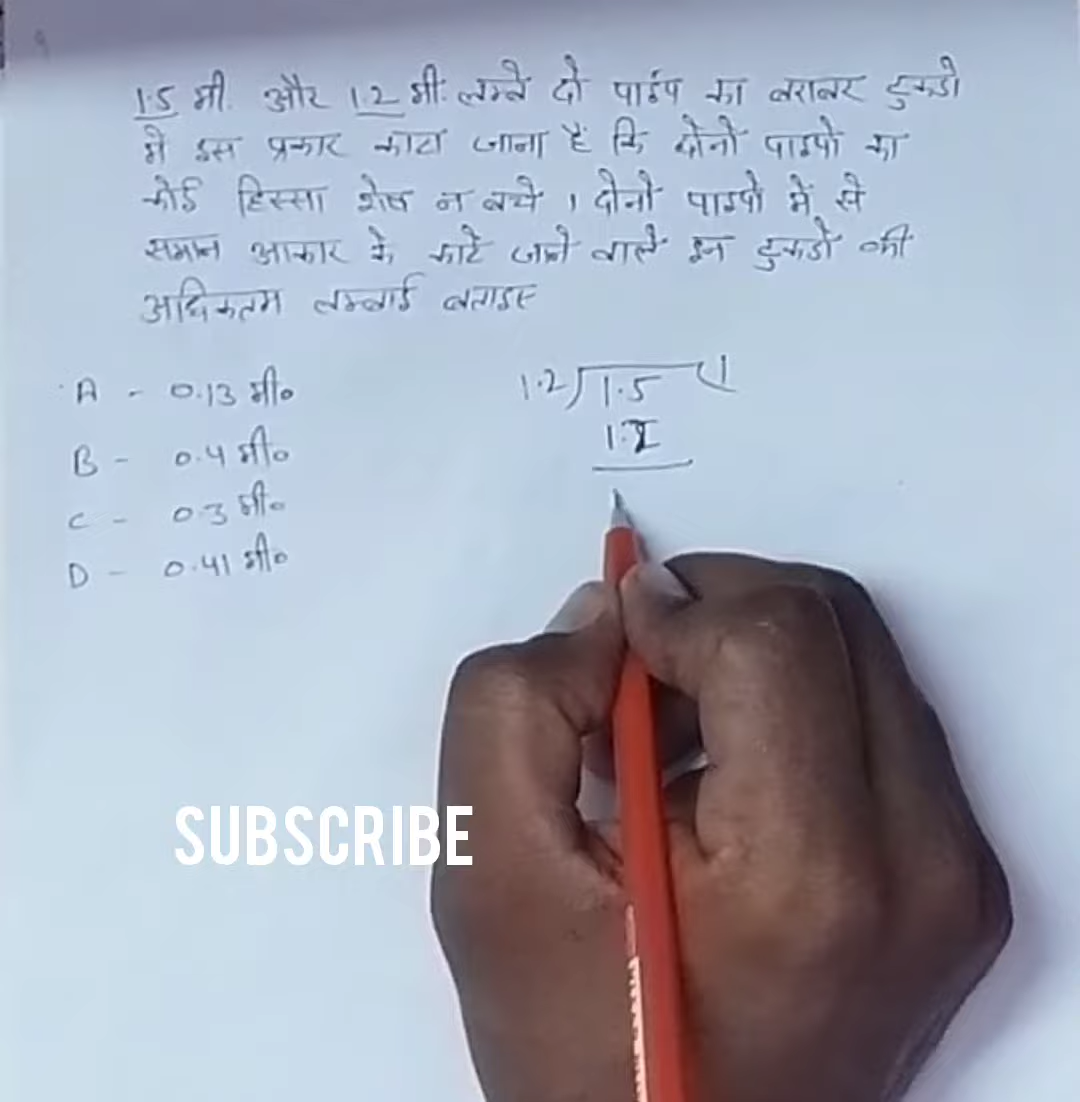 1.5 मी. और 1.2 मी. लम्बे दो पाईप का बराबर टुकडो
मे इस प्रकार काटा जाना है कि दोनो पाइपो का
कोई हिस्सा शेष न बचे । दोनो पाइपो में से
समान आकार के काटे जाने वाले इन टुकडो की
अधिकतम लम्बाई बताइए
A - 0.13 मी०
B - 0.4 मी०
C - 0.3 मी०
D - 0.41 मी०
1.2) 1.5 (1
1.2
SUBSCRIBE